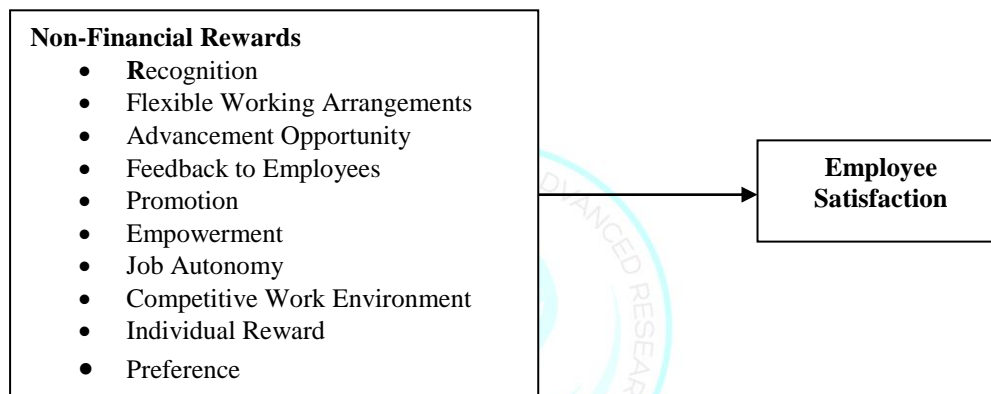 Non-Financial Rewards
• Recognition
• Flexible Working Arrangements
• Advancement Opportunity
• Feedback to Employees
• Promotion
• Empowerment
• Job Autonomy
• Competitive Work Environment
• Individual Reward
• Preference
Employee
Satisfaction